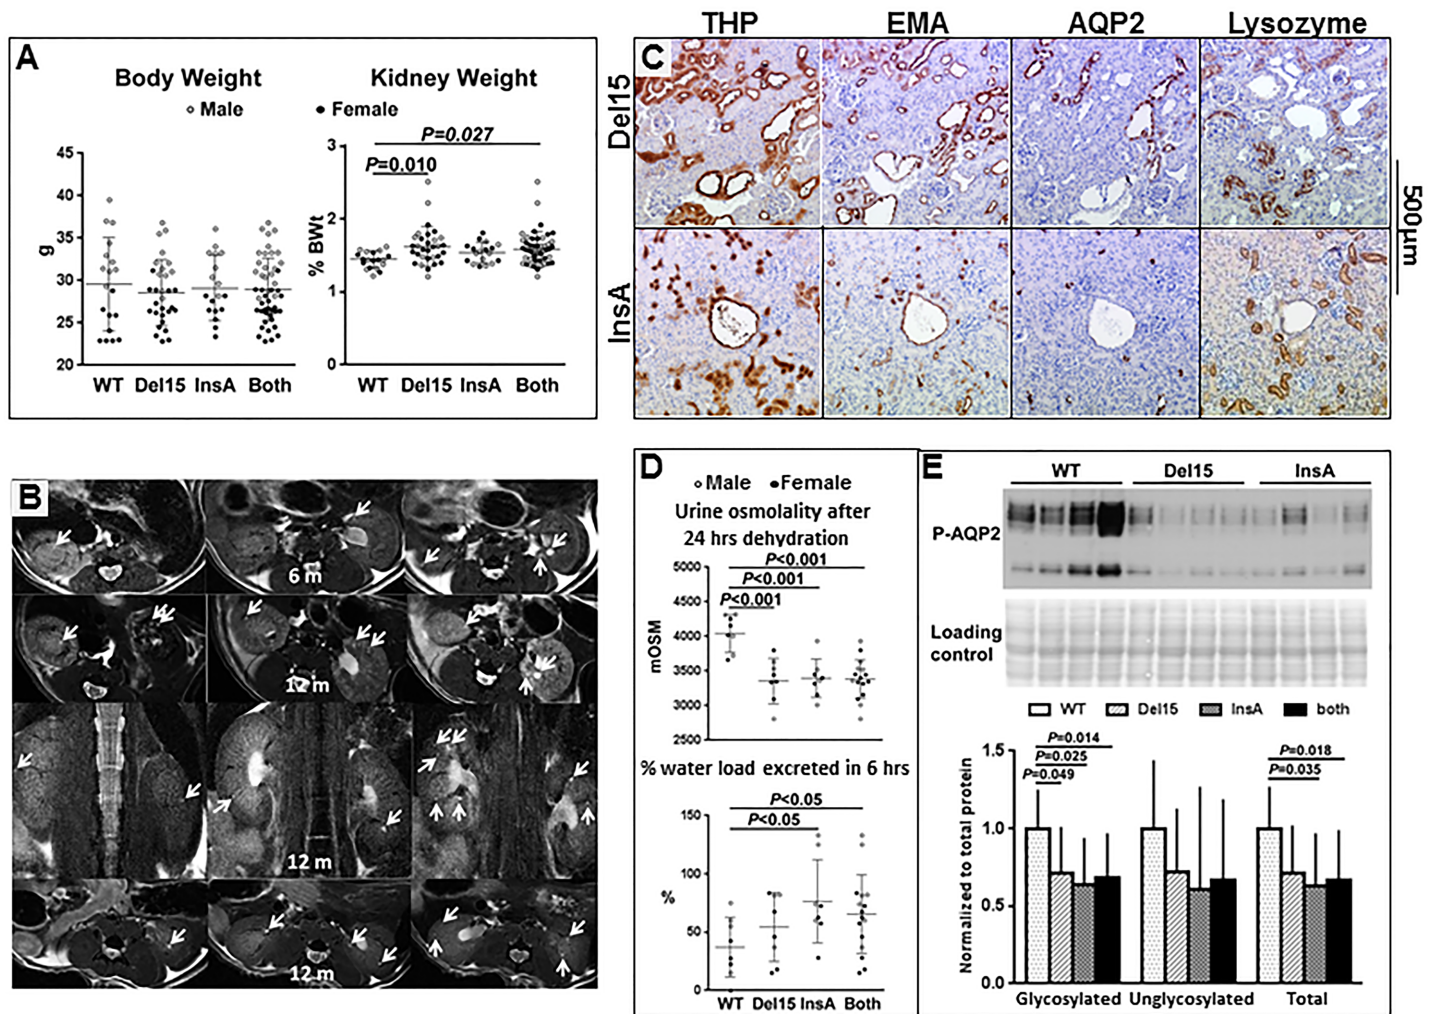 A
Body Weight
Kidney Weight
Male
Female
g
45
40
35
30
25
20
WT Del15 InsA Both
% BWt
3
2
1
0
P=0.027
P=0.010
WT Del15 InsA Both
B
6 m
12 m
12 m
C
THP EMA AQP2 Lysozyme
Del15
InsA
500µm
D
Male Female
Urine osmolality after
24 hrs dehydration
mOSM
5000
4500
4000
3500
3000
2500
P<0.001
P<0.001
P<0.001
% water load excreted in 6 hrs
%
150
100
50
0
P<0.05
P<0.05
WT Del15 InsA Both
E
WT Del15 InsA
P-AQP2
Loading
control
WT Del15 InsA both
Normalized to total protein
1.5
1.0
0.5
0.0
P=0.014
P=0.025
P=0.049
P=0.018
P=0.035
Glycosylated Unglycosylated Total